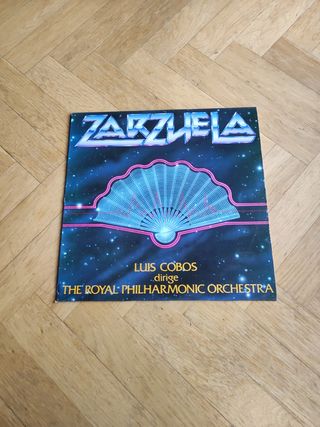 ZARZUELA
LUIS COBOS
dirige
THE ROYAL PHILHARMONIC ORCHESTRA